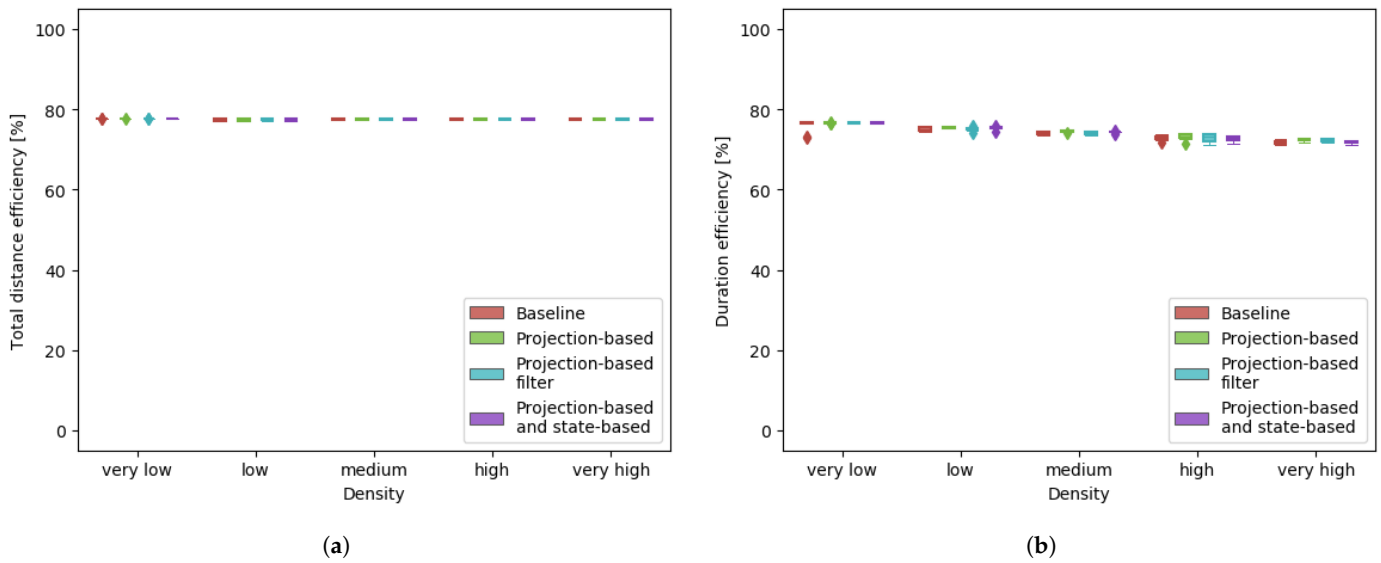 100
80
60
40
20
0
Total distance efficiency [%]
very low low medium high very high
Density
Baseline
Projection-based
Projection-based
filter
Projection-based
and state-based
(a)
100
80
60
40
20
0
Duration efficiency [%]
very low low medium high very high
Density
Baseline
Projection-based
Projection-based
filter
Projection-based
and state-based
(b)